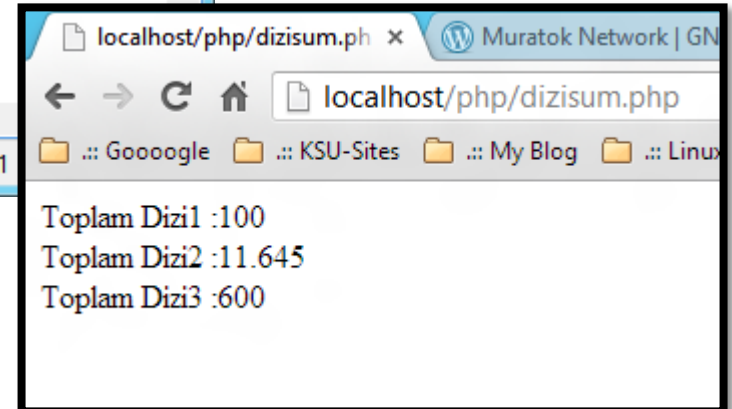 localhost/php/dizisum.ph
Muratok Network | GN
localhost/php/dizisum.php
.:: Goooogle .:: KSU-Sites .:: My Blog .:: Linux
1
Toplam Dizi1 :100
Toplam Dizi2 :11.645
Toplam Dizi3 :600